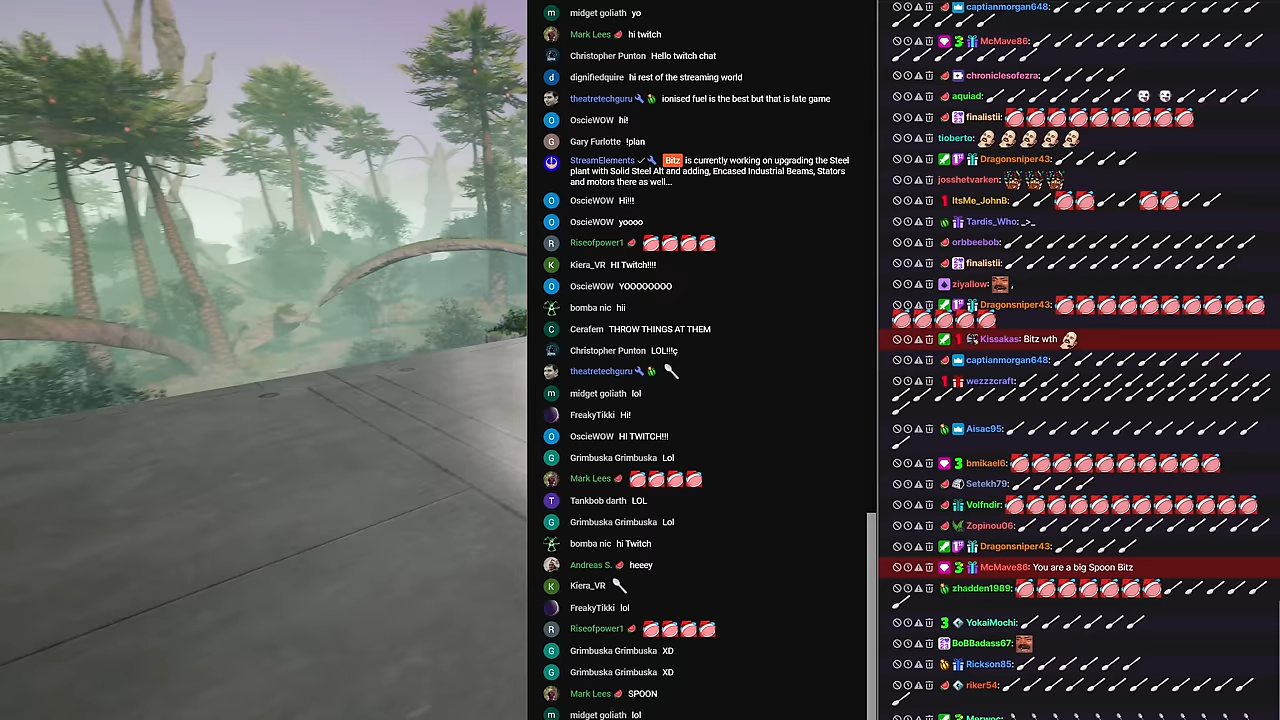 midget goliath yo
Mark Lees hi twitch
Christopher Punton Hello twitch chat
dignifiedquire hi rest of the streaming world
theatretechguru ionised fuel is the best but that is late game
OscieWOW hi!
Gary Furlotte !plan
StreamElements Bitz is currently working on upgrading the Steel
plant with Solid Steel Alt and adding, Encased Industrial Beams, Stators
and motors there as well...
OscieWOW Hi!!!
OscieWOW yoooo
Riseofpower1
Kiera_VR HI Twitch!!!!
OscieWOW YOOOOOOOO
bomba nic hii
Cerafem THROW THINGS AT THEM
Christopher Punton LOL!!!ç
theatretechguru
midget goliath lol
FreakyTikki Hi!
OscieWOW HI TWITCH!!!
Grimbuska Grimbuska Lol
Mark Lees
Tankbob darth LOL
Grimbuska Grimbuska Lol
bomba nic hi Twitch
Andreas S. heeey
Kiera_VR
FreakyTikki lol
Riseofpower1
Grimbuska Grimbuska XD
Grimbuska Grimbuska XD
Mark Lees SPOON
midget goliath lol
captianmorgan648:
3 McMave86:
chroniclesofezra:
aquiad:
finalistii:
tioberto:
Dragonsniper43:
josshetvarken:
1 ItsMe_JohnB:
Tardis_Who: _>_
orbbeebob:
finalistii:
ziyallow: ,
Dragonsniper43:
1 Kissakas: Bitz wth
captianmorgan648:
1 wezzzcraft:
Aisac95:
3 bmikael6:
Setekh79:
Volfndir:
Zopinou06:
Dragonsniper43:
3 McMave86: You are a big Spoon Bitz
zhadden1989:
3 YokaiMochi:
BoBBadass67:
Rickson85:
riker54: